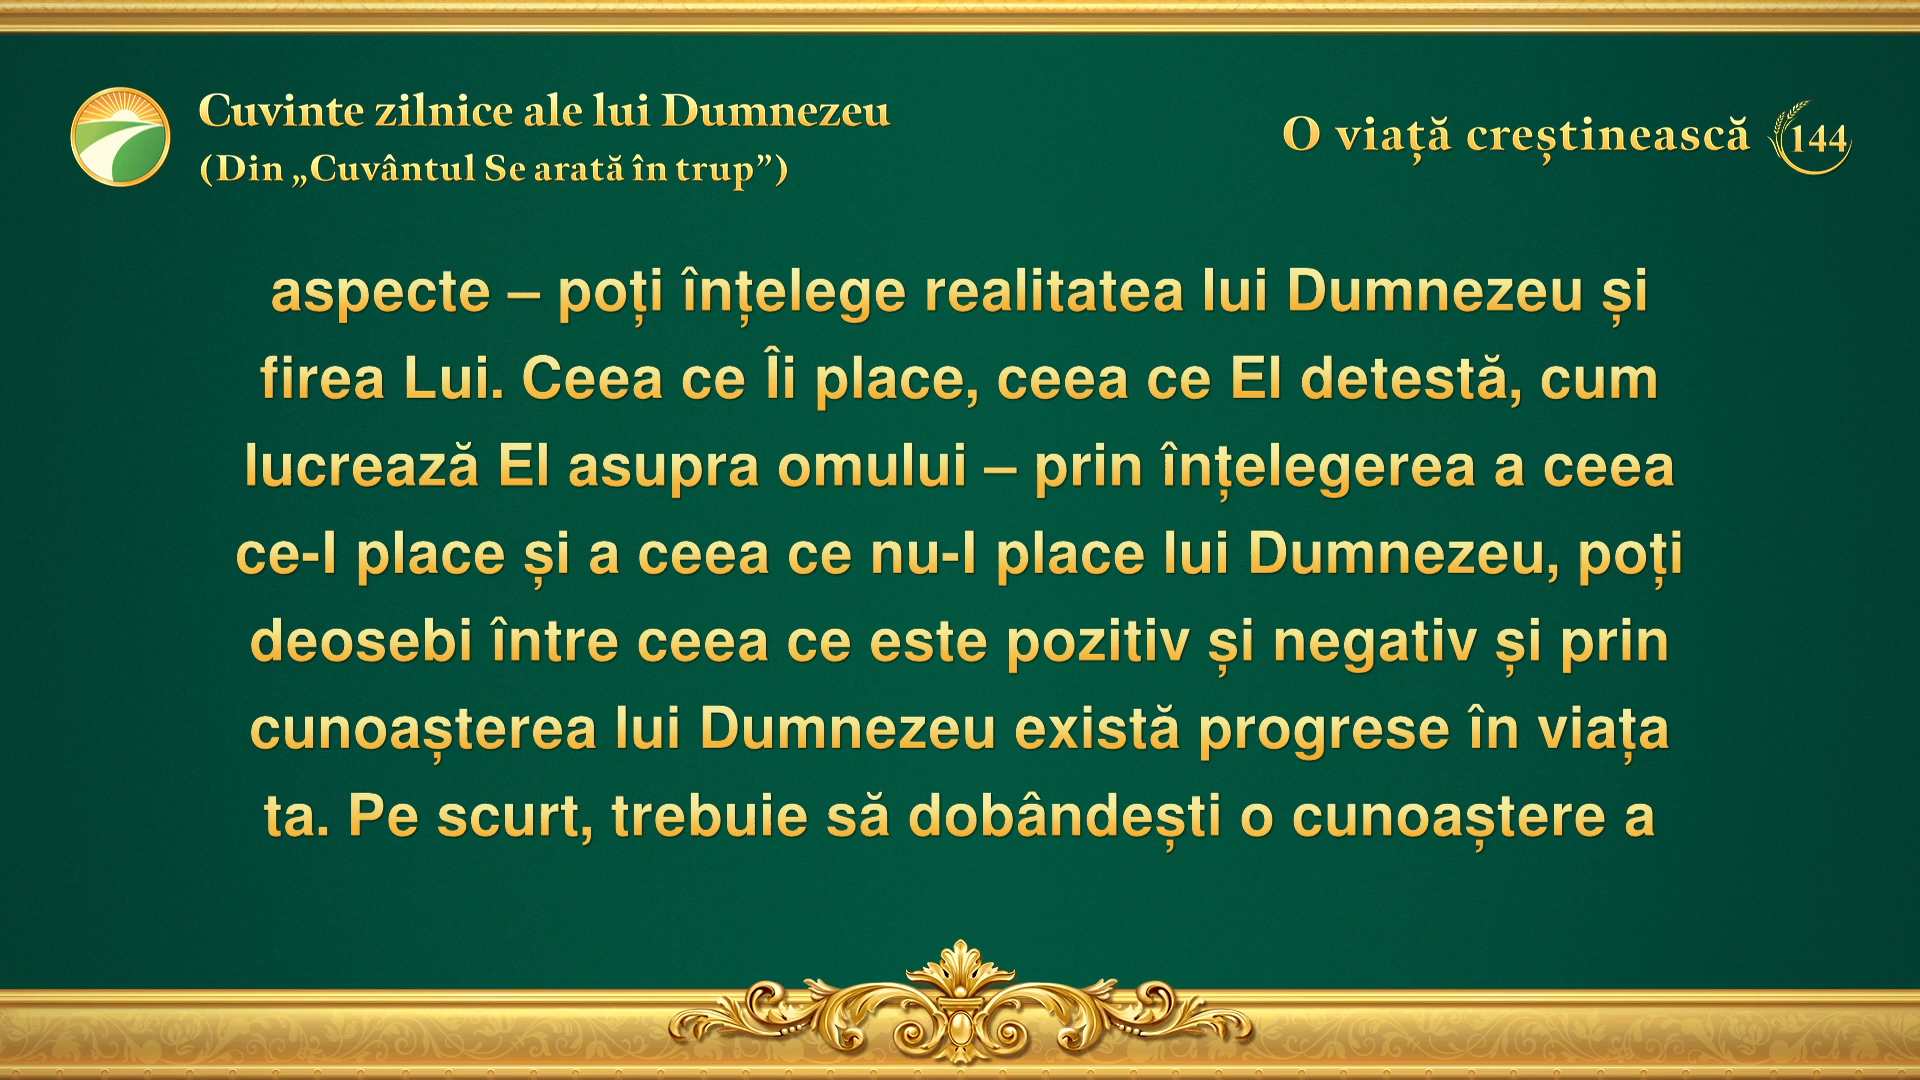 Cuvinte zilnice ale lui Dumnezeu
(Din „Cuvântul Se arată în trup”)
O viață creștinească 144
aspecte – poți înțelege realitatea lui Dumnezeu și
firea Lui. Ceea ce Îi place, ceea ce El detestă, cum
lucrează El asupra omului – prin înțelegerea a ceea
ce-I place și a ceea ce nu-I place lui Dumnezeu, poți
deosebi între ceea ce este pozitiv și negativ și prin
cunoașterea lui Dumnezeu există progrese în viața
ta. Pe scurt, trebuie să dobândești o cunoaștere a